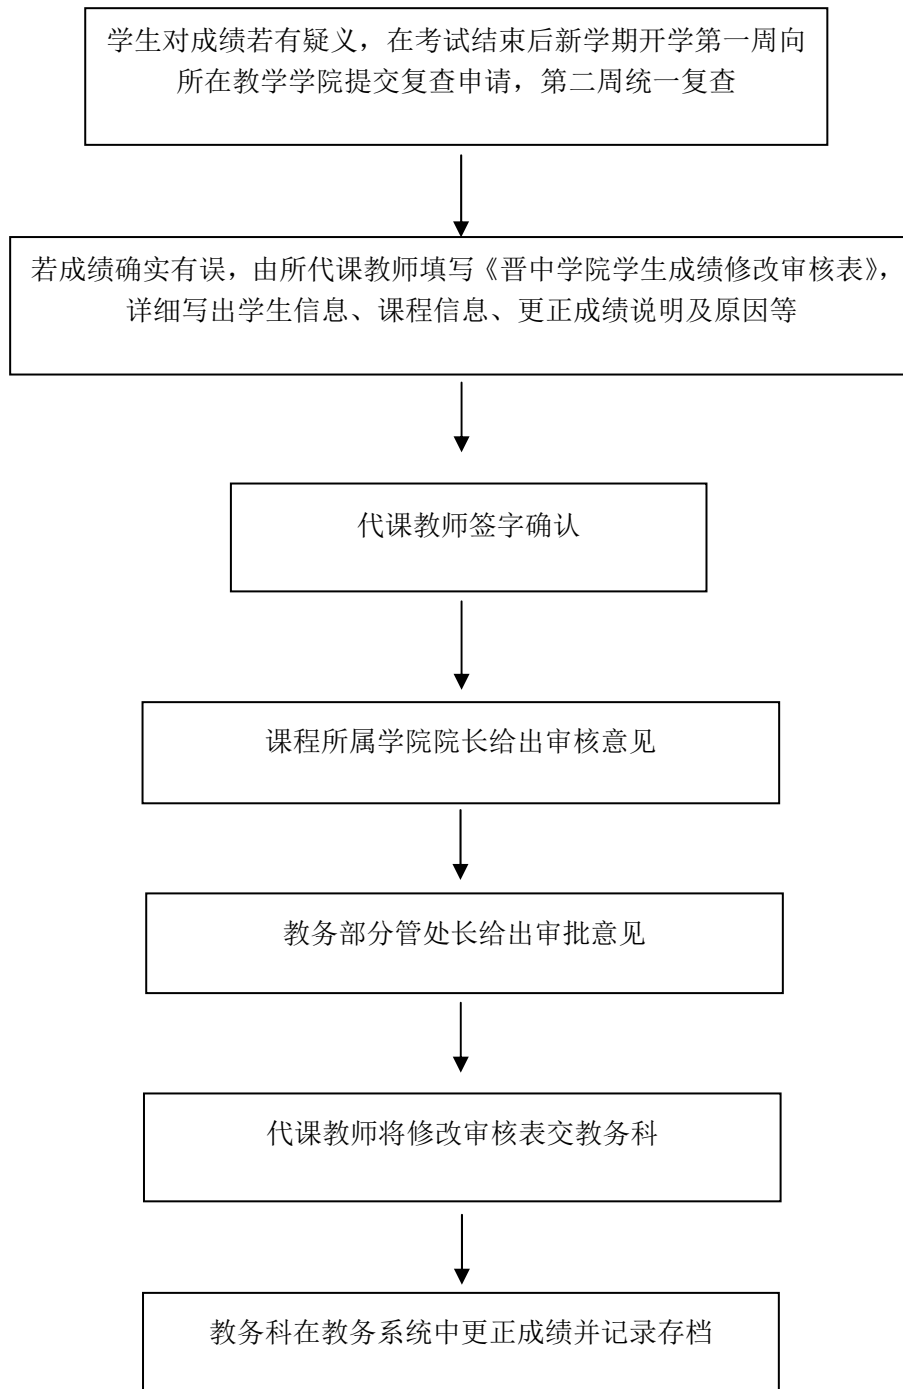 学生对成绩若有疑义，在考试结束后新学期开学第一周向
所在教学学院提交复查申请，第二周统一复查
若成绩确实有误，由所代课教师填写《晋中学院学生成绩修改审核表》，
详细写出学生信息、课程信息、更正成绩说明及原因等
代课教师签字确认
课程所属学院院长给出审核意见
教务部分管处长给出审批意见
代课教师将修改审核表交教务科
教务科在教务系统中更正成绩并记录存档